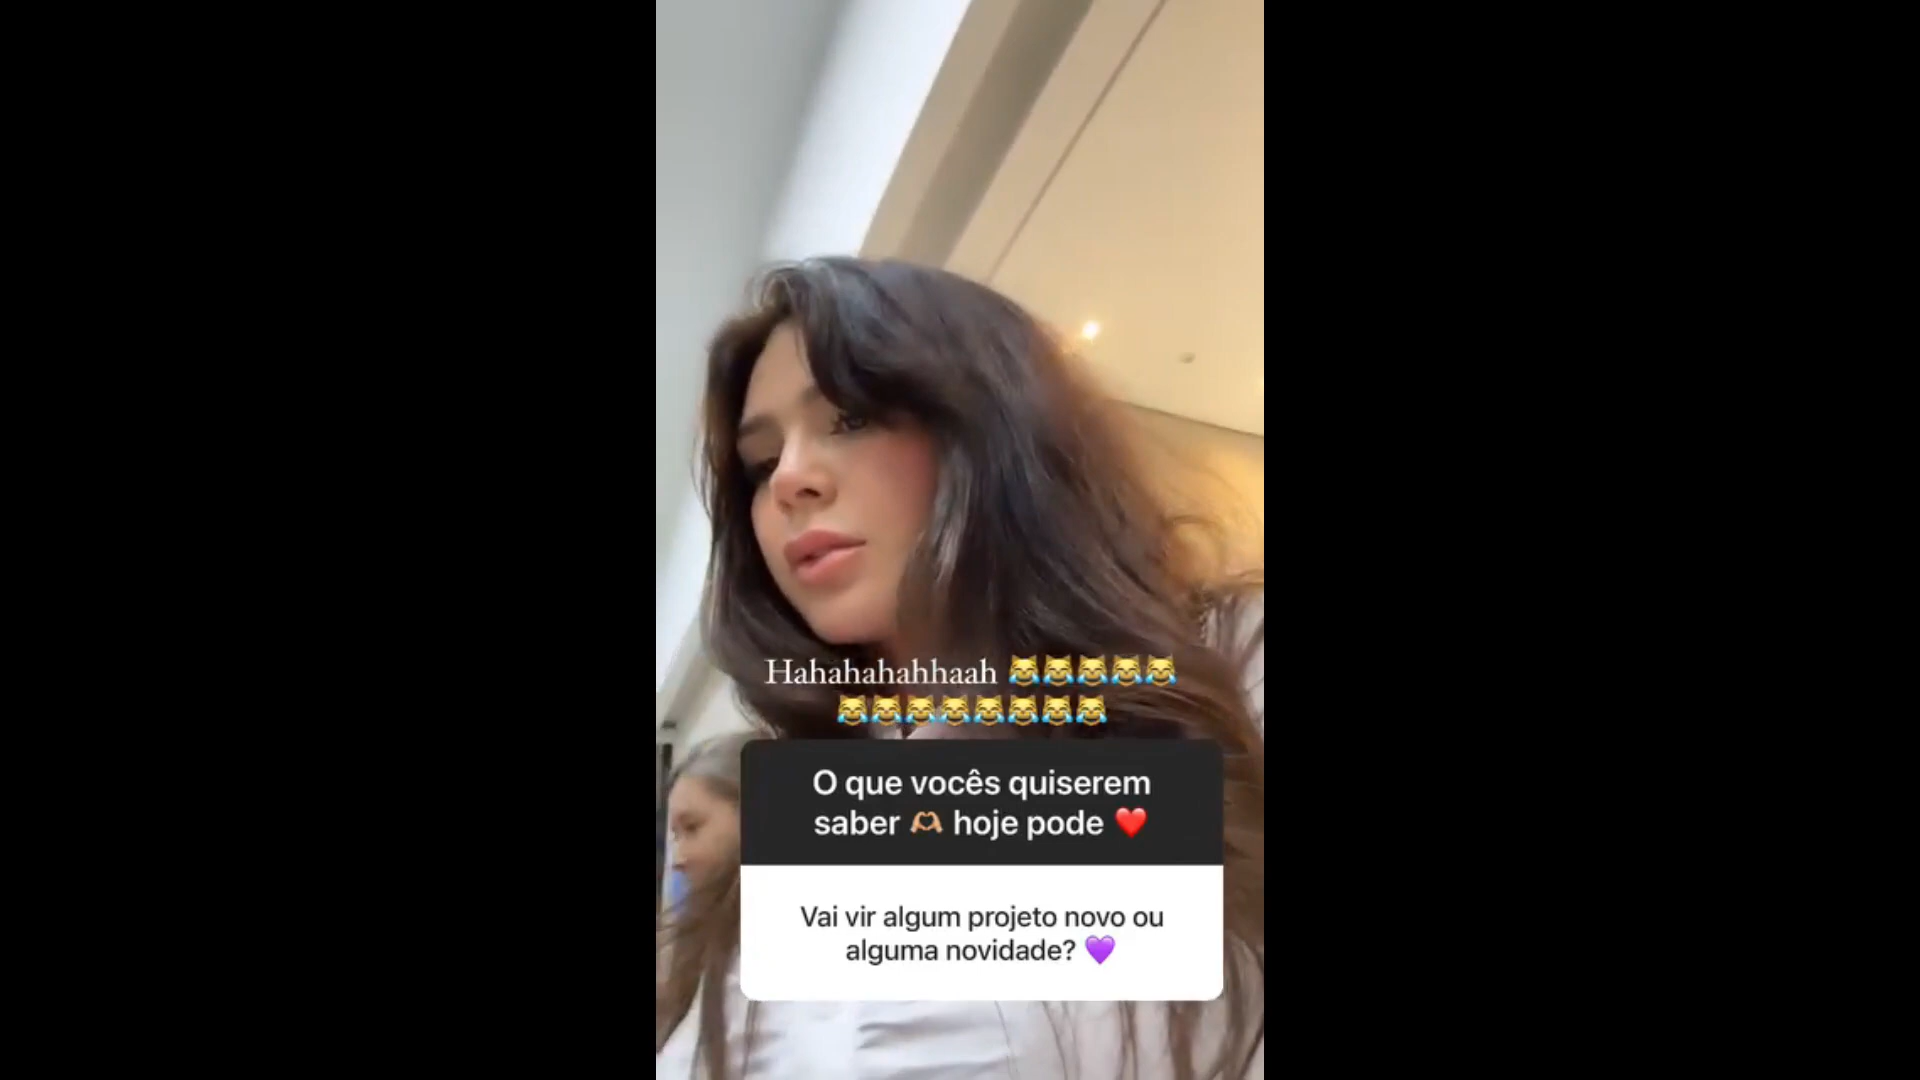 Hahahahahhaah 😹😹😹😹😹
😹😹😹😹😹😹😹😹
O que vocês quiserem
saber 🫶🏼 hoje pode ❤️
Vai vir algum projeto novo ou
alguma novidade? 💜